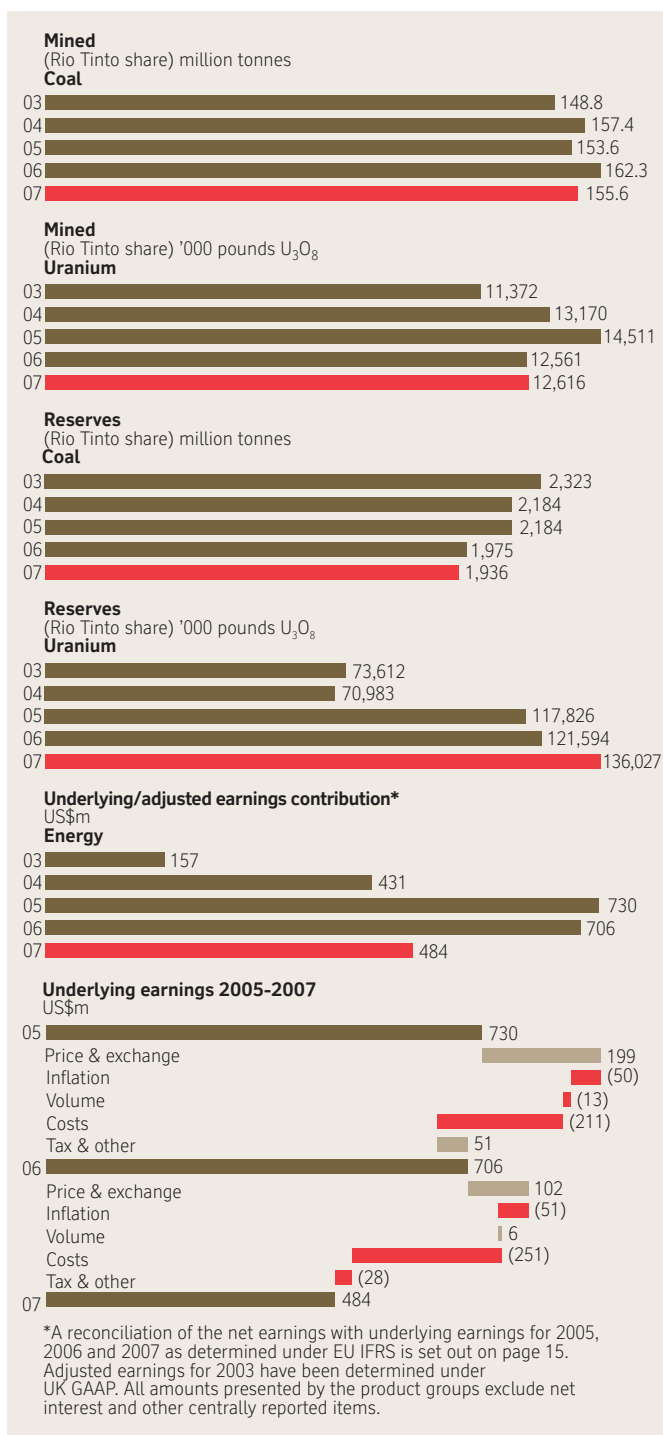 Mined
(Rio Tinto share) million tonnes
Coal
03 148.8
04 157.4
05 153.6
06 162.3
07 155.6
Mined
(Rio Tinto share) ’000 pounds U₃O₈
Uranium
03 11,372
04 13,170
05 14,511
06 12,561
07 12,616
Reserves
(Rio Tinto share) million tonnes
Coal
03 2,323
04 2,184
05 2,184
06 1,975
07 1,936
Reserves
(Rio Tinto share) ’000 pounds U₃O₈
Uranium
03 73,612
04 70,983
05 117,826
06 121,594
07 136,027
Underlying/adjusted earnings contribution*
US$m
Energy
03 157
04 431
05 730
06 706
07 484
Underlying earnings 2005-2007
US$m
05 730
Price & exchange 199
Inflation (50)
Volume (13)
Costs (211)
Tax & other 51
06 706
Price & exchange 102
Inflation (51)
Volume 6
Costs (251)
Tax & other (28)
07 484
*A reconciliation of the net earnings with underlying earnings for 2005,
2006 and 2007 as determined under EU IFRS is set out on page 15.
Adjusted earnings for 2003 have been determined under
UK GAAP. All amounts presented by the product groups exclude net
interest and other centrally reported items.